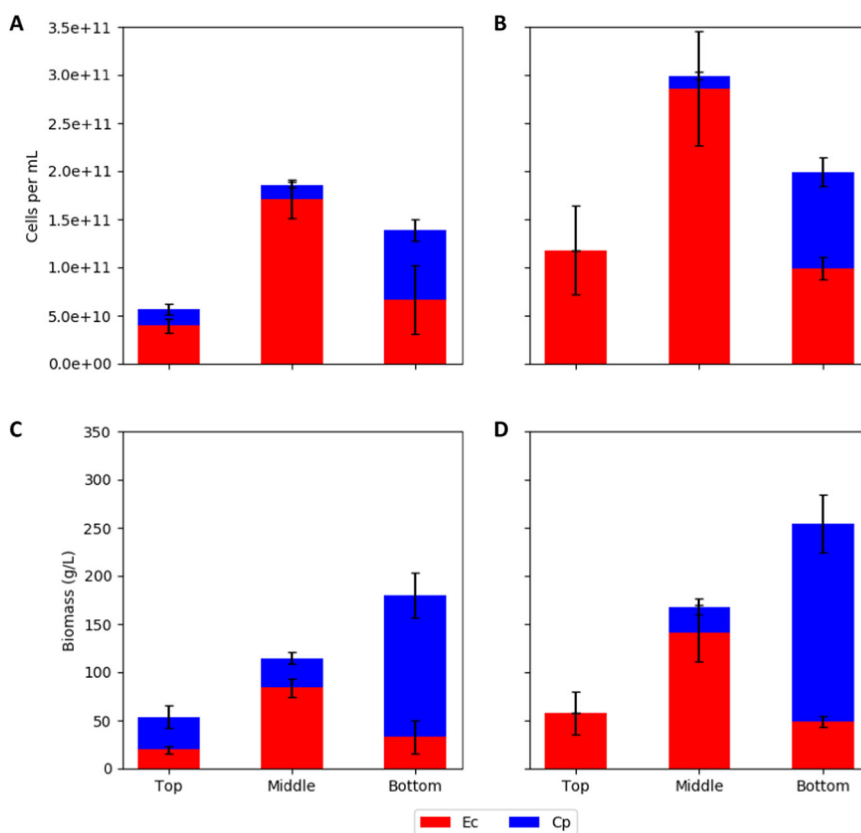 A
B
3.5e+11
3.0e+11
2.5e+11
2.0e+11
1.5e+11
1.0e+11
5.0e+10
0.0e+00
Cells per mL
C
D
350
300
250
200
150
100
50
0
Biomass (g/L)
Top Middle Bottom
Top Middle Bottom
Ec Cp